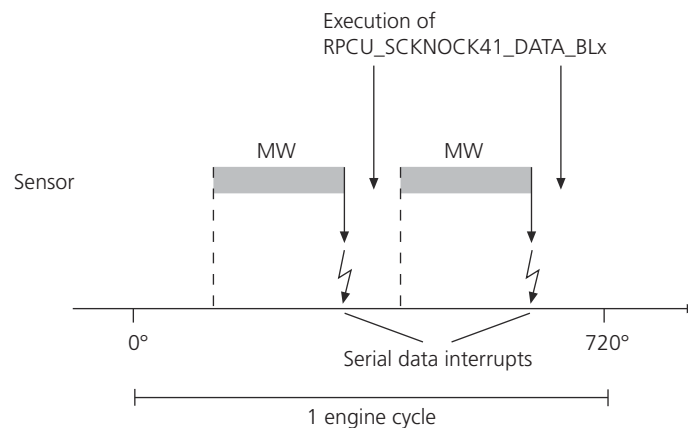 Execution of
RPCU_SCKNOCK41_DATA_BLx
MW
MW
Sensor
0°
720°
Serial data interrupts
1 engine cycle